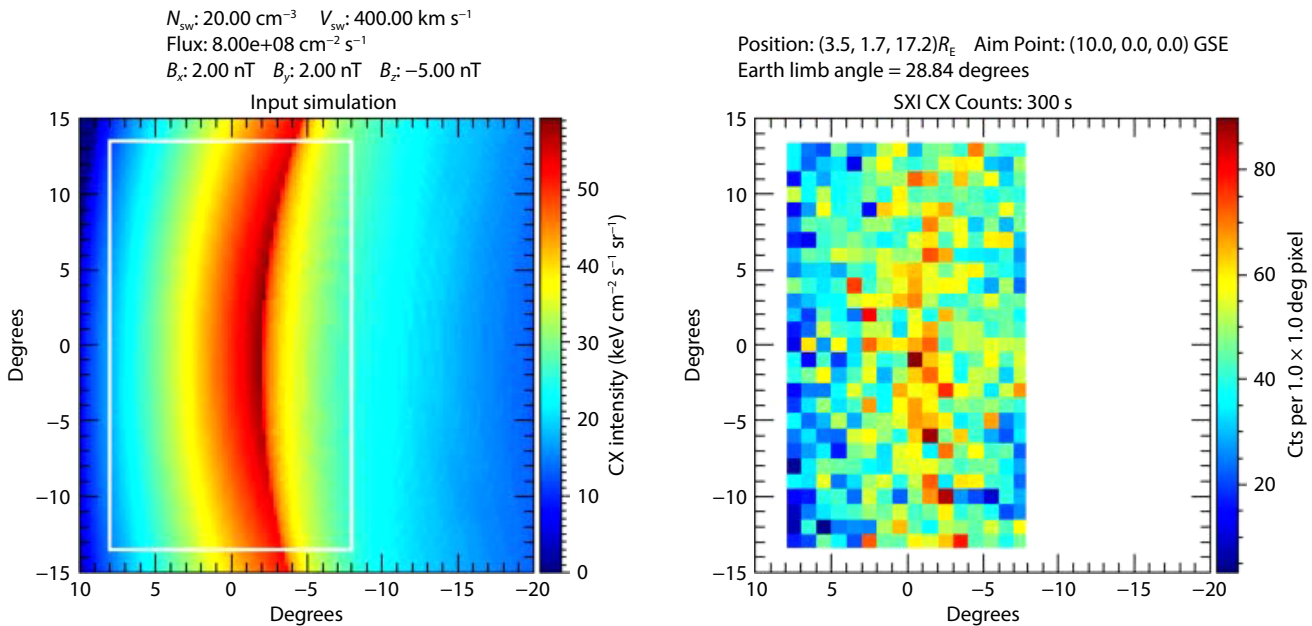 N_sw: 20.00 cm⁻³ V_sw: 400.00 km s⁻¹
Flux: 8.00e+08 cm⁻² s⁻¹
B_x: 2.00 nT B_y: 2.00 nT B_z: −5.00 nT
Input simulation
15
10
5
0
−5
−10
−15
Degrees
10
5
0
−5
−10
−15
−20
Degrees
50
40
30
20
10
0
CX intensity (keV cm⁻² s⁻¹ sr⁻¹)
Position: (3.5, 1.7, 17.2)R_E Aim Point: (10.0, 0.0, 0.0) GSE
Earth limb angle = 28.84 degrees
SXI CX Counts: 300 s
15
10
5
0
−5
−10
−15
Degrees
10
5
0
−5
−10
−15
−20
Degrees
80
60
40
20
Cts per 1.0 × 1.0 deg pixel